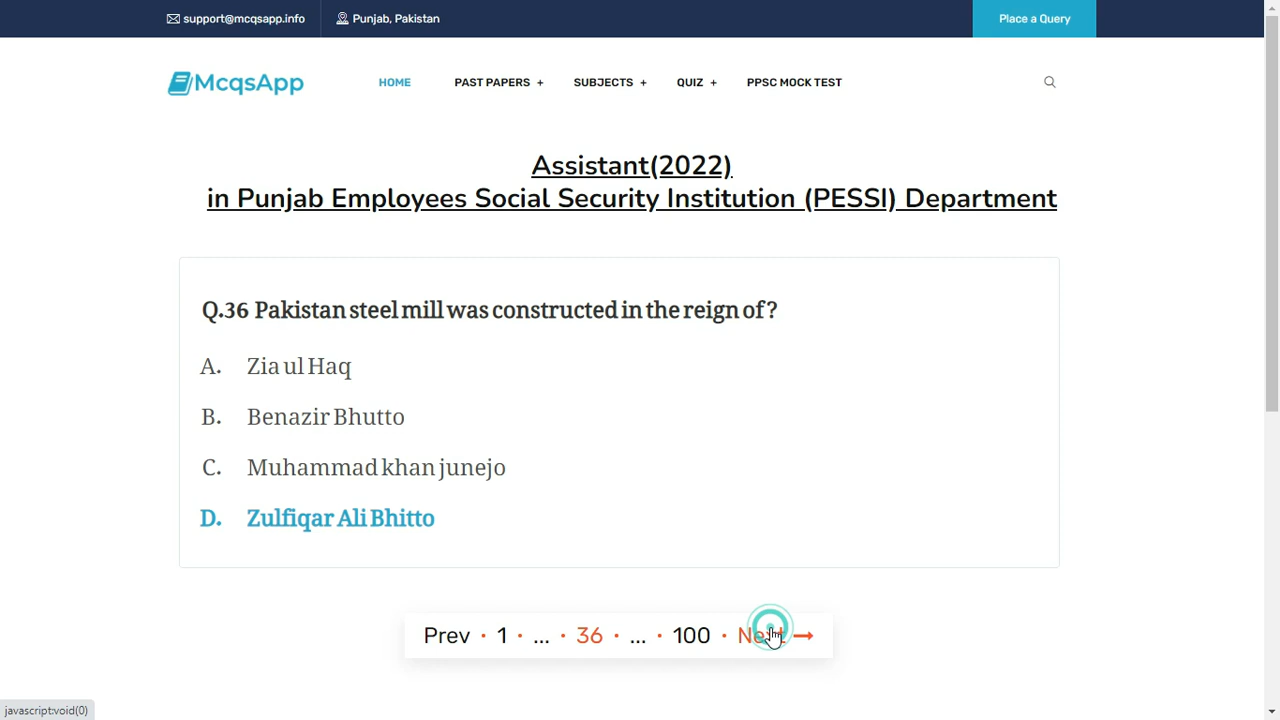 support@mcqsapp.info
Punjab, Pakistan
Place a Query
McqsApp
HOME
PAST PAPERS +
SUBJECTS +
QUIZ +
PPSC MOCK TEST
Assistant(2022)
in Punjab Employees Social Security Institution (PESSI) Department
Q.36 Pakistan steel mill was constructed in the reign of ?
A. Zia ul Haq
B. Benazir Bhutto
C. Muhammad khan junejo
D. Zulfiqar Ali Bhitto
Prev · 1 · ... · 36 · ... · 100 · Next →
javascript:void(0)